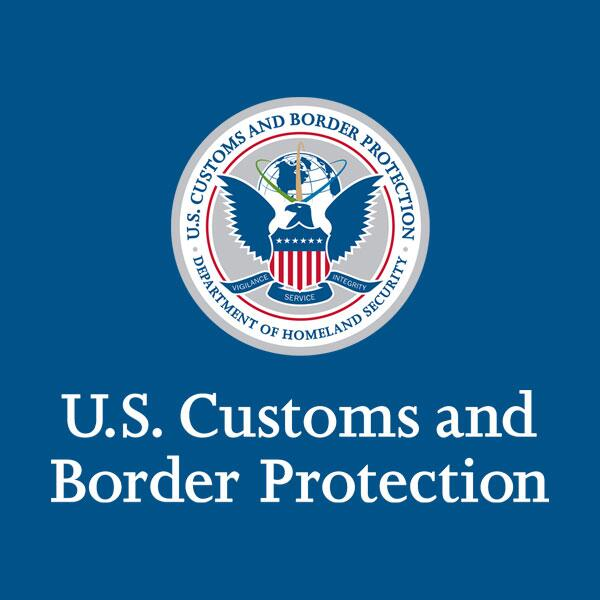 U.S. CUSTOMS AND BORDER PROTECTION
VIGILANCE
SERVICE
INTEGRITY
DEPARTMENT OF HOMELAND SECURITY
U.S. Customs and
Border Protection